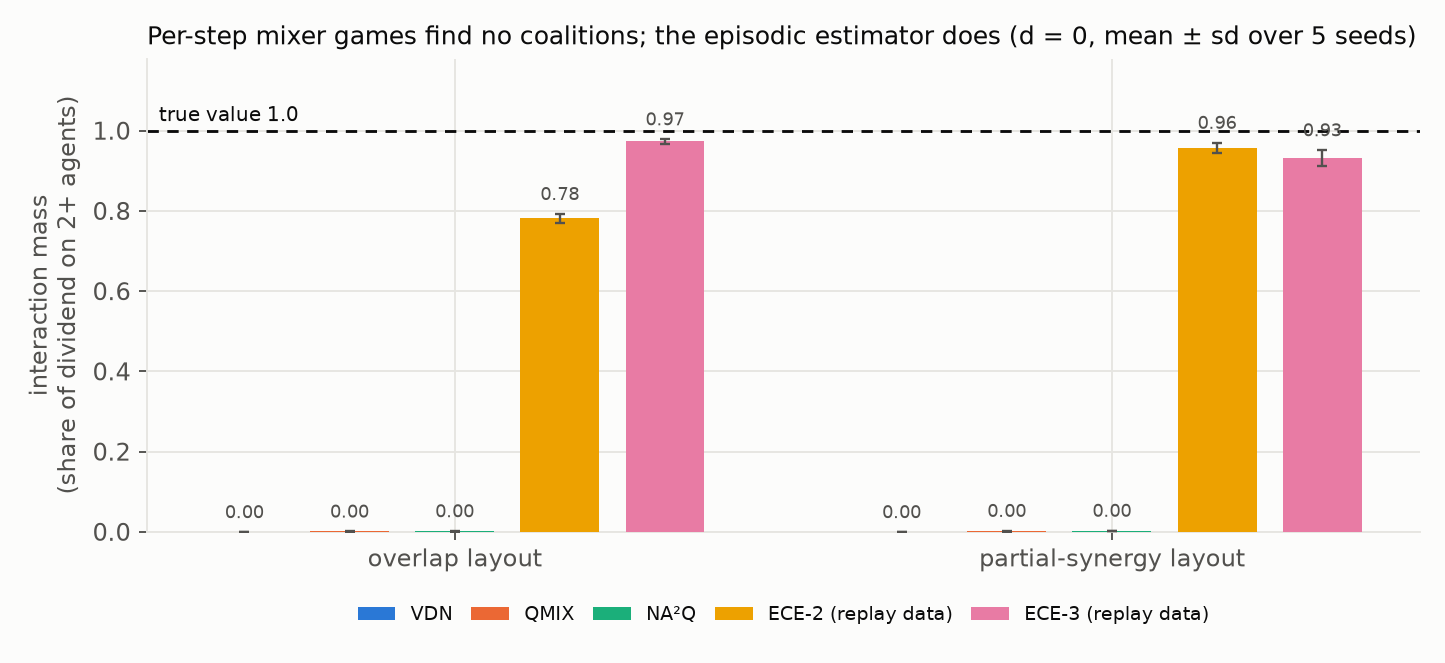 Per-step mixer games find no coalitions; the episodic estimator does (d = 0, mean ± sd over 5 seeds)
interaction mass
(share of dividend on 2+ agents)
true value 1.0
1.0
0.8
0.6
0.4
0.2
0.0
0.00
0.00
0.00
0.78
0.97
0.00
0.00
0.00
0.96
0.93
overlap layout
partial-synergy layout
VDN
QMIX
NA²Q
ECE-2 (replay data)
ECE-3 (replay data)